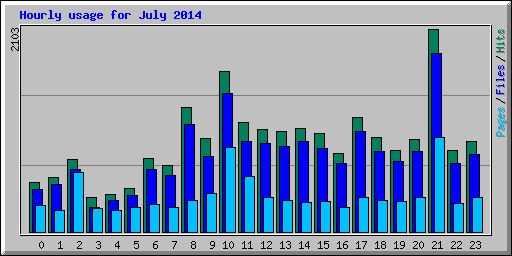 Hourly usage for July 2014
2103
Pages / Files / Hits
0 1 2 3 4 5 6 7 8 9 10 11 12 13 14 15 16 17 18 19 20 21 22 23